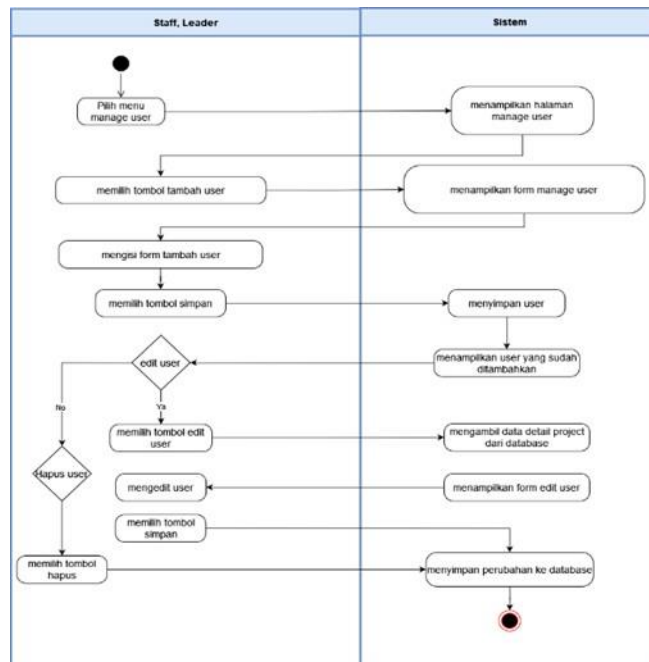 Staff, Leader
Sistem
Pilih menu
manage user
menampilkan halaman
manage user
memilih tombol tambah user
menampilkan form manage user
mengisi form tambah user
memilih tombol simpan
menyimpan user
edit user
menampilkan user yang sudah
ditambahkan
No
Ya
memilih tombol edit
user
mengambil data detail project
dari database
Hapus user
mengedit user
menampilkan form edit user
memilih tombol
simpan
memilih tombol
hapus
menyimpan perubahan ke database